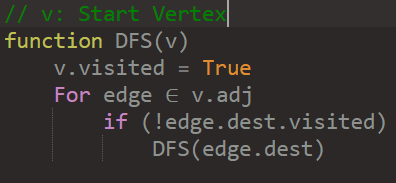 // v: Start Vertex
function DFS(v)
    v.visited = True
    For edge ∈ v.adj
        if (!edge.dest.visited)
            DFS(edge.dest)